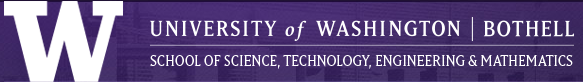 W
UNIVERSITY of WASHINGTON | BOTHELL
SCHOOL OF SCIENCE, TECHNOLOGY, ENGINEERING & MATHEMATICS